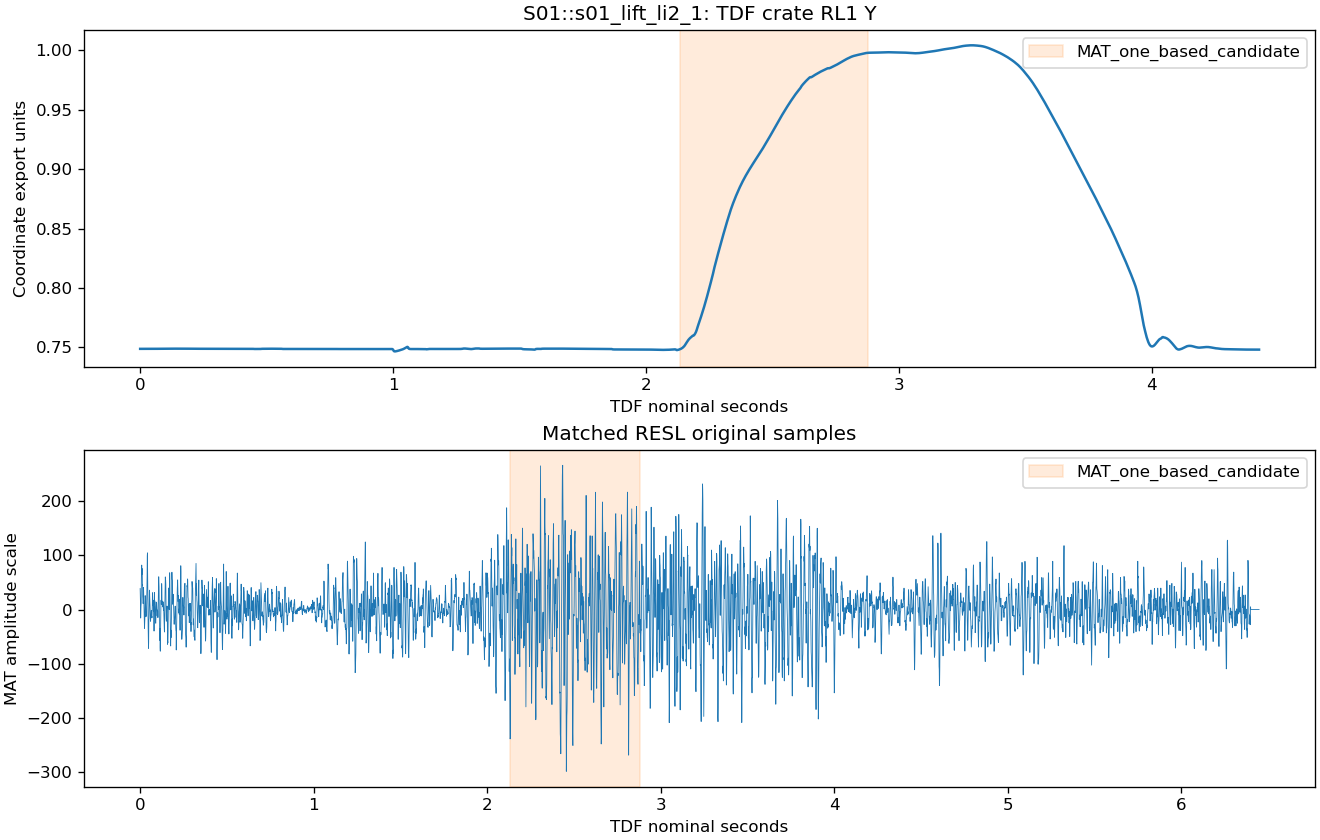 S01::s01_lift_li2_1: TDF crate RL1 Y
MAT_one_based_candidate
Coordinate export units
1.00
0.95
0.90
0.85
0.80
0.75
0 1 2 3 4
TDF nominal seconds
Matched RESL original samples
MAT_one_based_candidate
MAT amplitude scale
200
100
0
−100
−200
−300
0 1 2 3 4 5 6
TDF nominal seconds